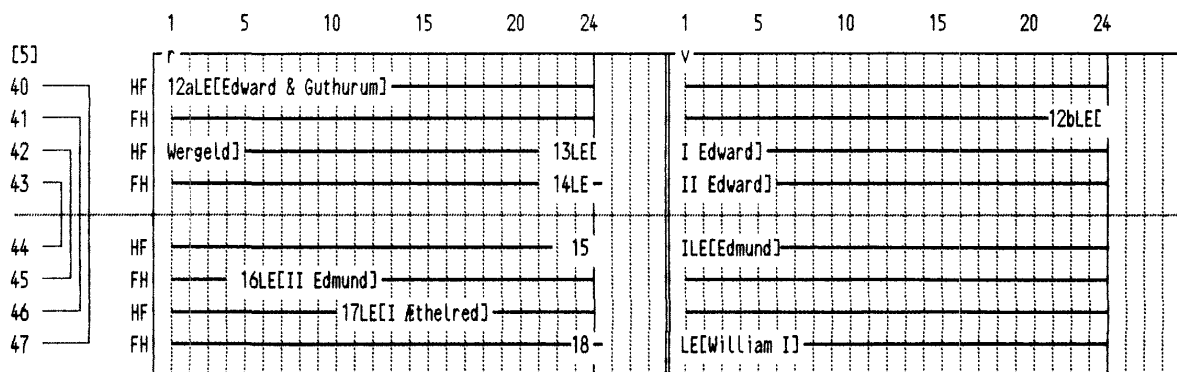 1 5 10 15 20 24 1 5 10 15 20 24
[5] r v
40 HF 12aLE[Edward & Guthurum]
41 FH 12bLE[
42 HF Wergeld] 13LE[ I Edward]
43 FH 14LE- II Edward]
44 HF 15 ILE[Edmund]
45 FH 16LE[II Edmund]
46 HF 17LE[I Æthelred]
47 FH 18- LE[William I]